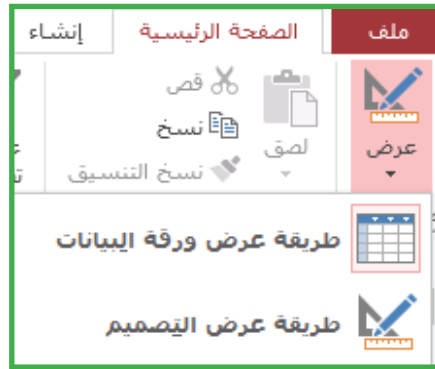 ملف الصفحة الرئيسية إنشاء
عرض
لصق
قص
نسخ
نسخ التنسيق
طريقة عرض ورقة البيانات
طريقة عرض التصميم